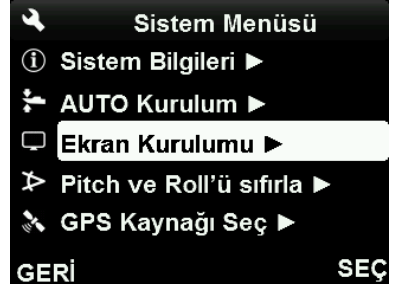 Sistem Menüsü
Sistem Bilgileri ►
AUTO Kurulum ►
Ekran Kurulumu ►
Pitch ve Roll'ü sıfırla ►
GPS Kaynağı Seç ►
GERİ SEÇ